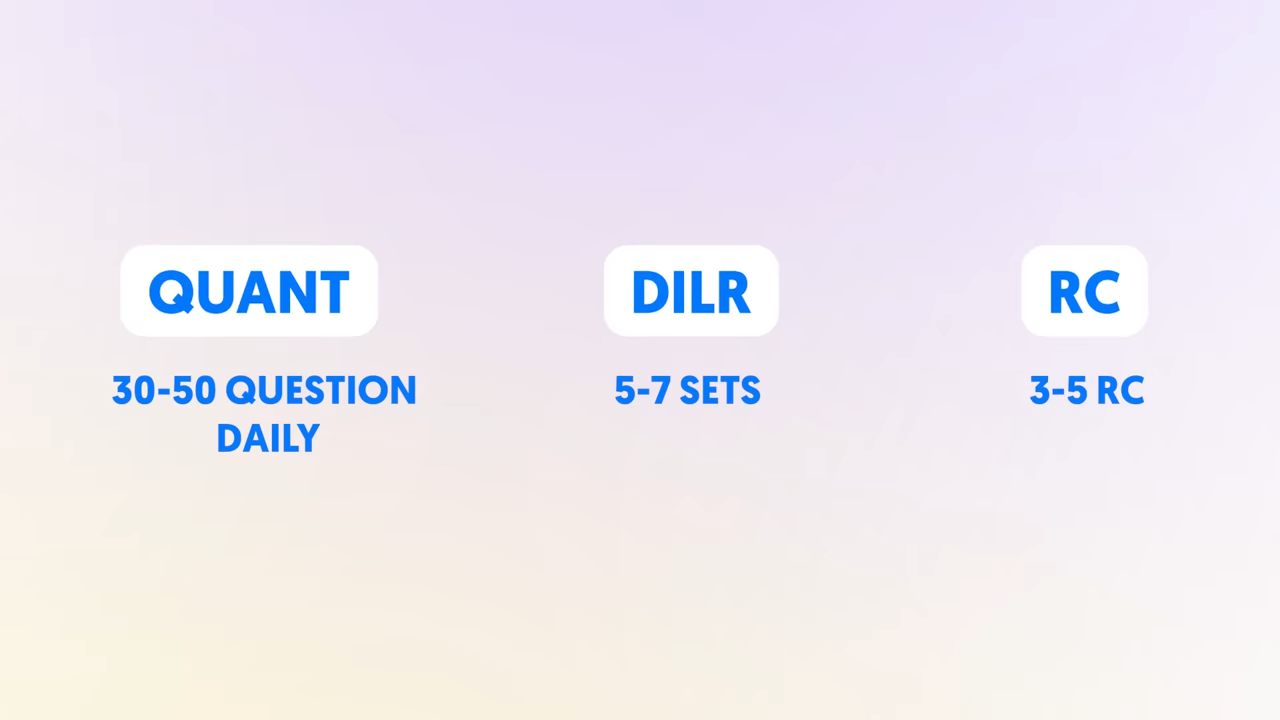 QUANT
30-50 QUESTION
DAILY
DILR
5-7 SETS
RC
3-5 RC